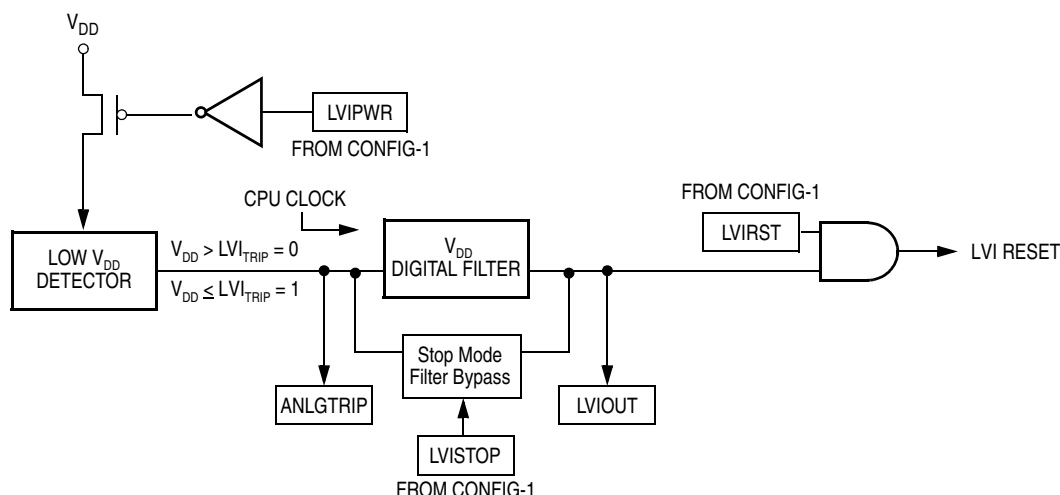 VDD
LVIPWR
FROM CONFIG-1
FROM CONFIG-1
CPU CLOCK
LVIRST
VDD > LVITRIP = 0
LOW VDD
DETECTOR
VDD
DIGITAL FILTER
LVI RESET
VDD ≤ LVITRIP = 1
Stop Mode
Filter Bypass
ANLGTRIP
LVIOUT
LVISTOP
FROM CONFIG-1